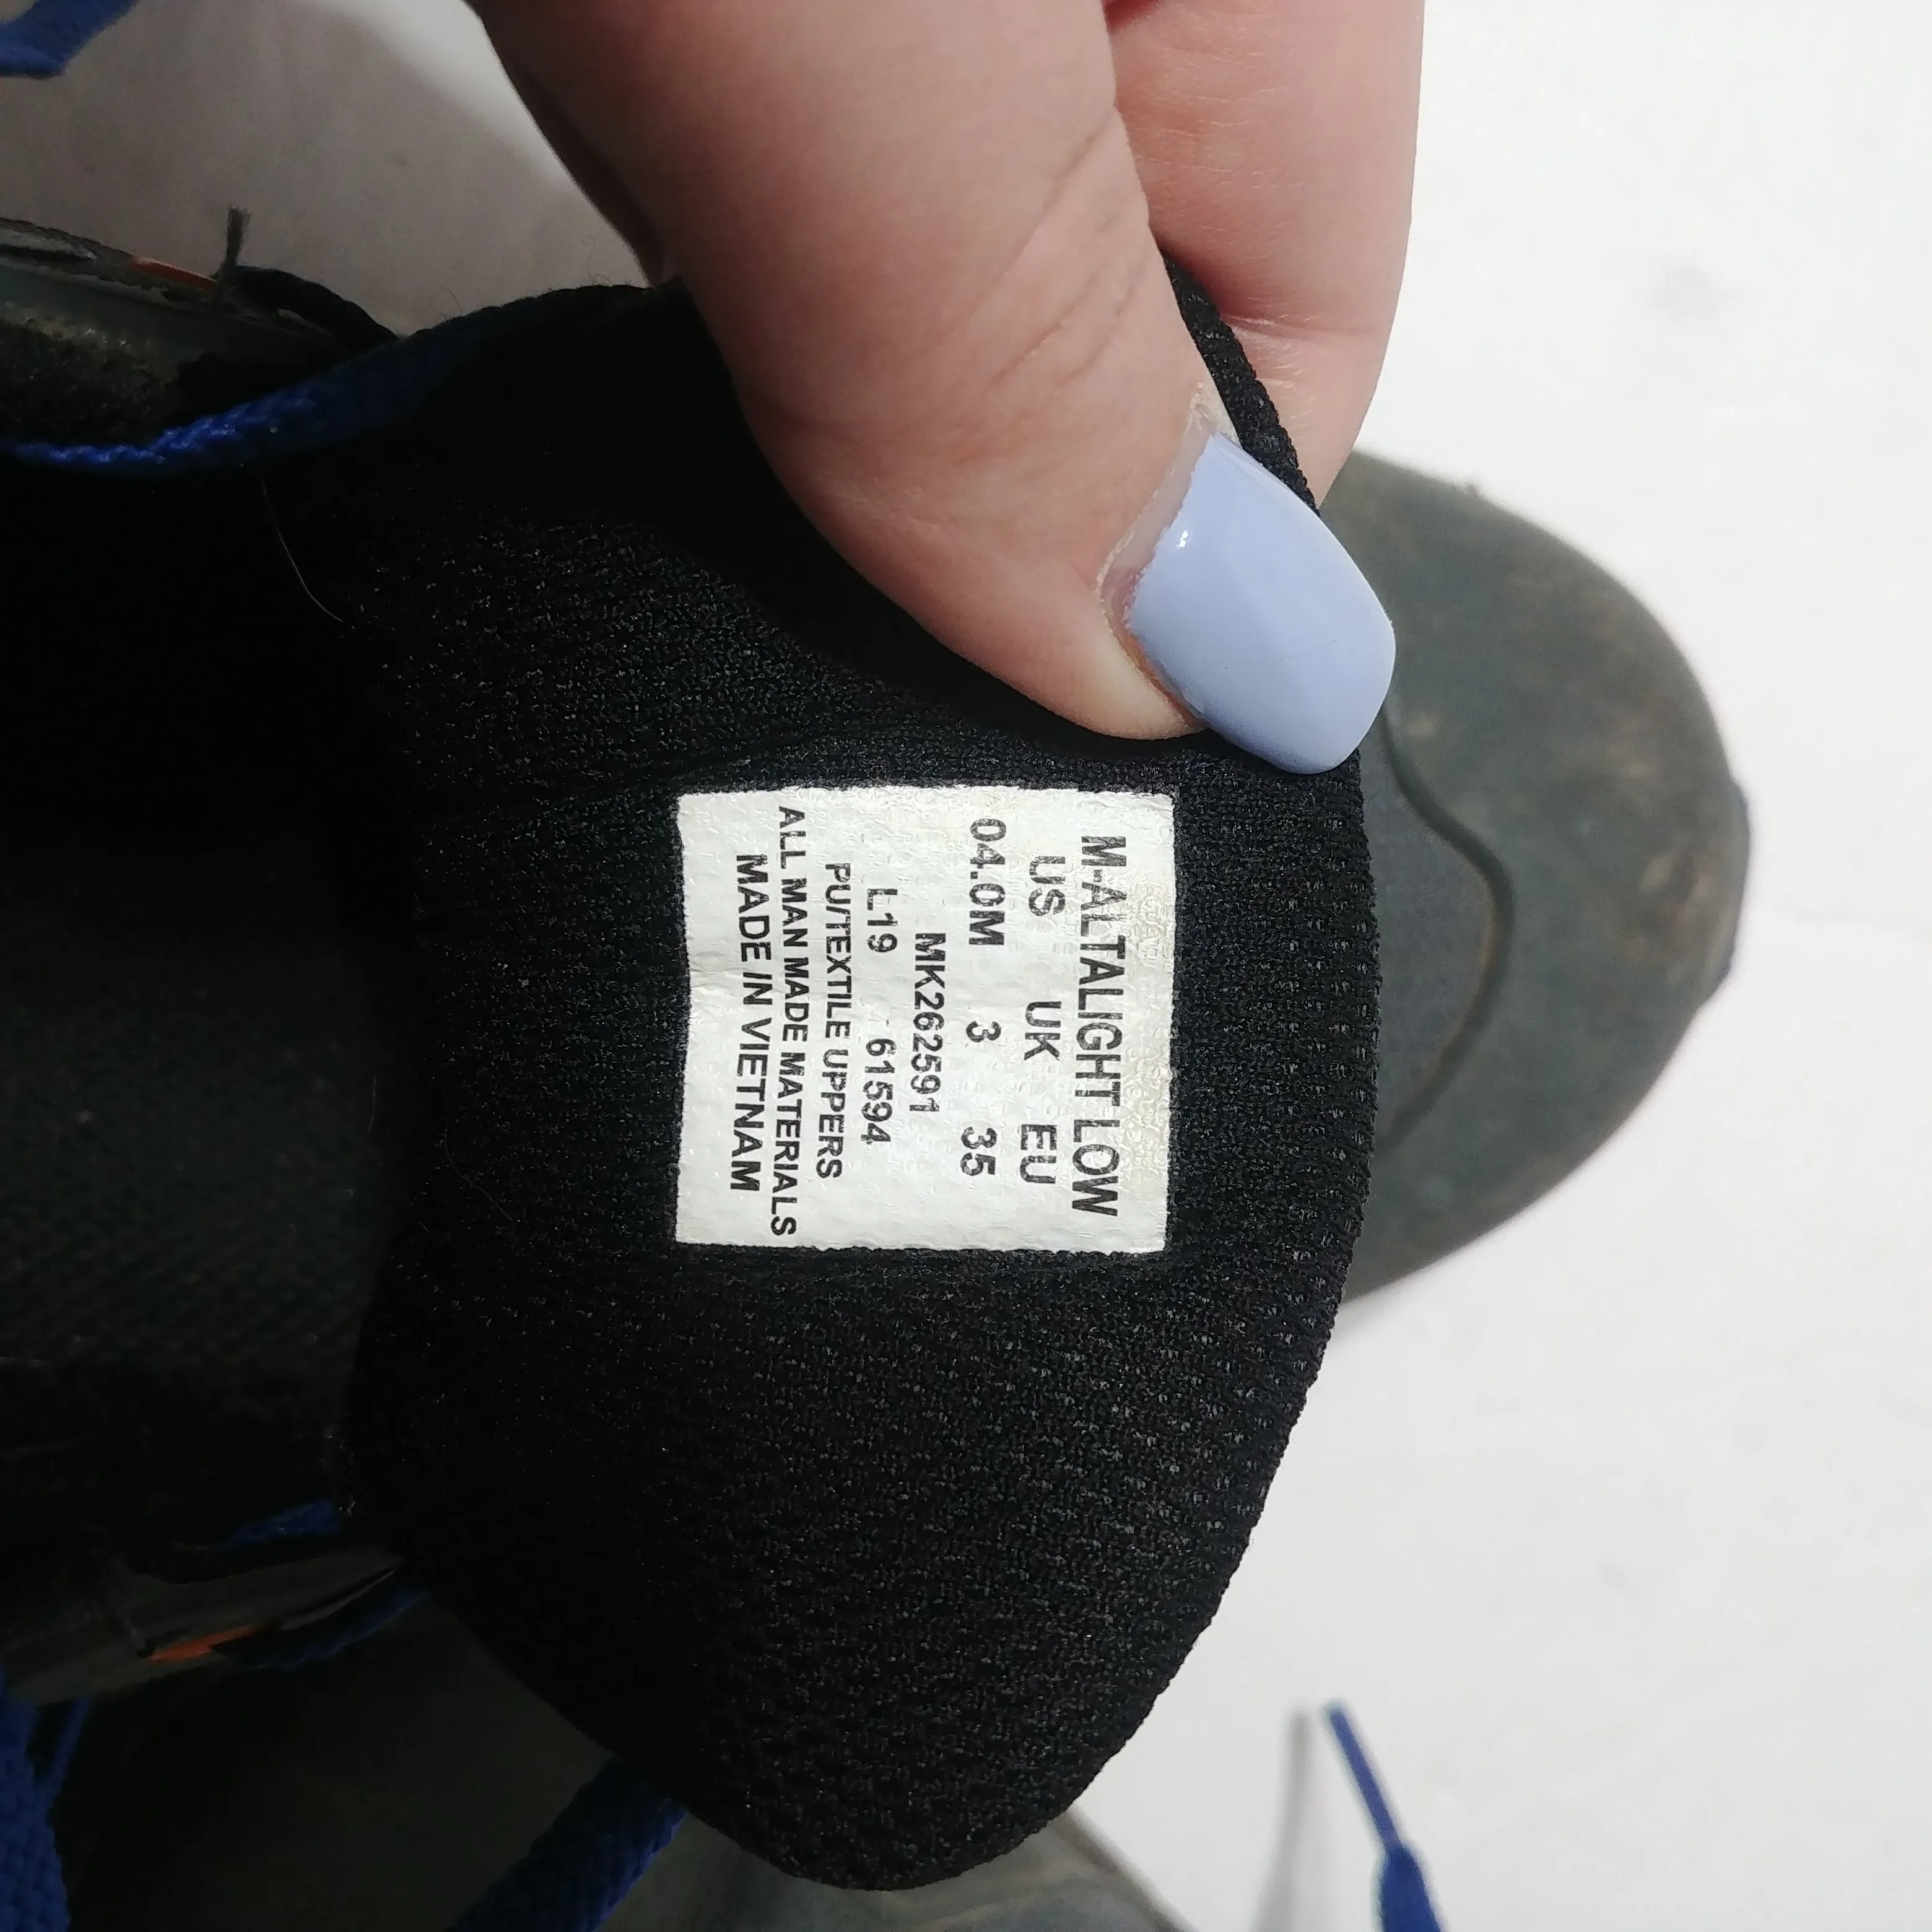 M-ALTALIGHT LOW
US UK EU
04.0M 3 35
MK262591
L19 61594
PU/TEXTILE UPPERS
ALL MAN MADE MATERIALS
MADE IN VIETNAM